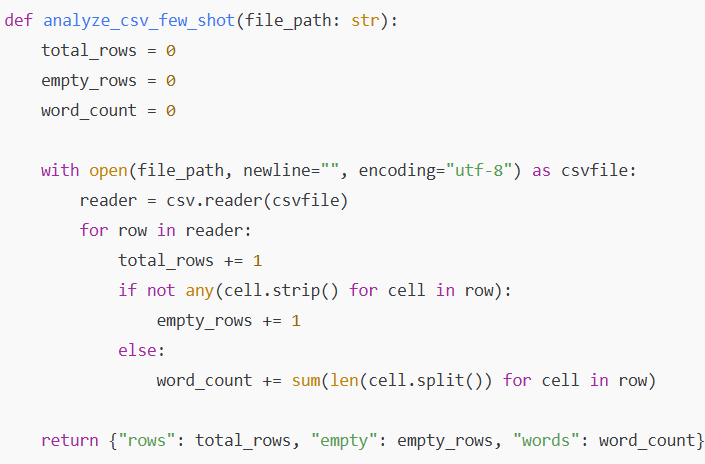 def analyze_csv_few_shot(file_path: str):
    total_rows = 0
    empty_rows = 0
    word_count = 0

    with open(file_path, newline="", encoding="utf-8") as csvfile:
        reader = csv.reader(csvfile)
        for row in reader:
            total_rows += 1
            if not any(cell.strip() for cell in row):
                empty_rows += 1
            else:
                word_count += sum(len(cell.split()) for cell in row)

    return {"rows": total_rows, "empty": empty_rows, "words": word_count}